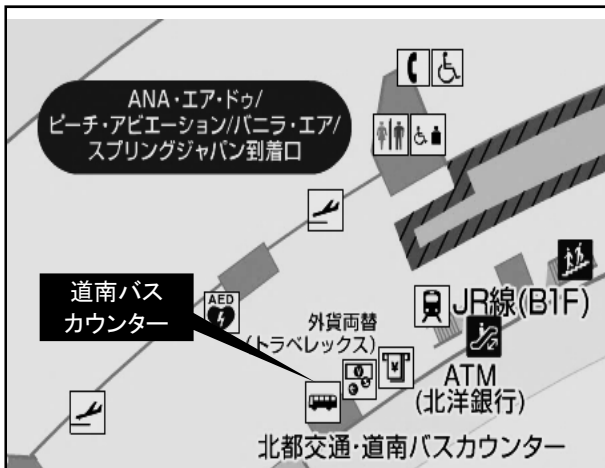 ANA・エア・ドゥ/
ピーチ・アビエーション/バニラ・エア/
スプリングジャパン到着口
道南バス
カウンター
AED
外貨両替
(トラベレックス)
JR線(B1F)
¥
ATM
(北洋銀行)
北都交通・道南バスカウンター